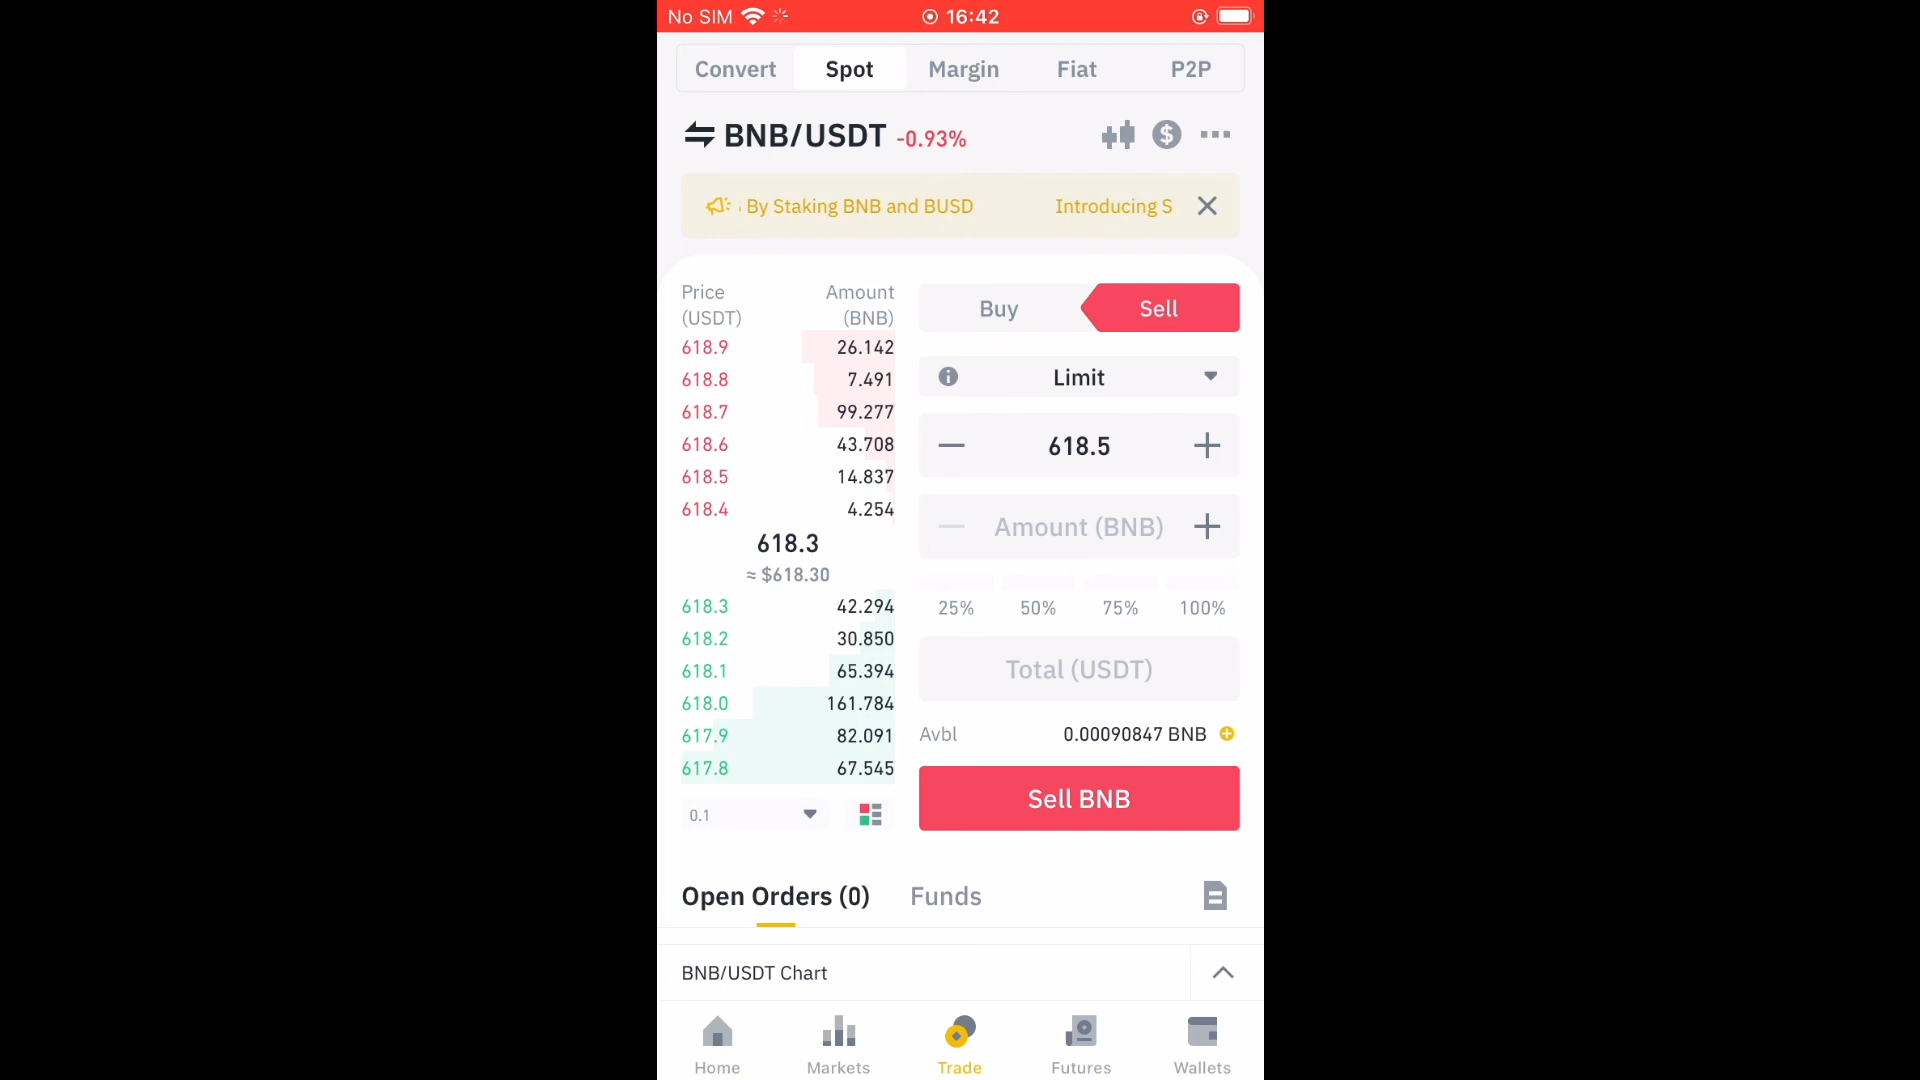 No SIM 16:42
Convert Spot Margin Fiat P2P
BNB/USDT -0.93%
By Staking BNB and BUSD Introducing S
Price Amount
(USDT) (BNB)
Buy Sell
618.9 26.142
618.8 7.491
Limit
618.7 99.277
618.6 43.708
618.5
618.5 14.837
618.4 4.254
Amount (BNB)
618.3
≈ $618.30
618.3 42.294
25% 50% 75% 100%
618.2 30.850
618.1 65.394
Total (USDT)
618.0 161.784
617.9 82.091
Avbl 0.00090847 BNB
617.8 67.545
Sell BNB
0.1
Open Orders (0) Funds
BNB/USDT Chart
Home Markets Trade Futures Wallets